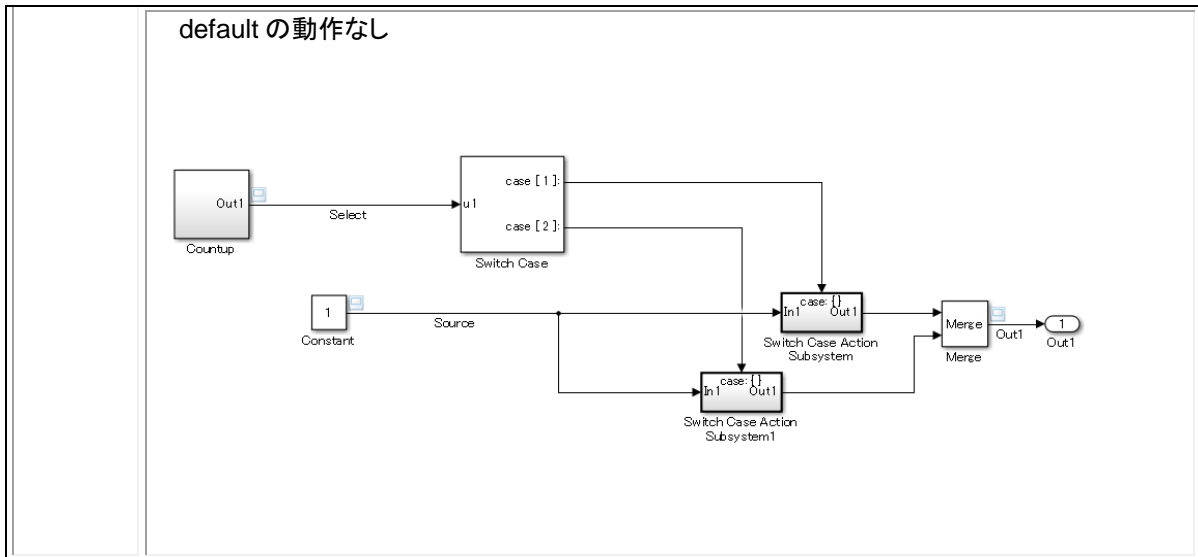 default の動作なし
Out1
Countup
Select
u1
case [ 1 ]:
case [ 2 ]:
Switch Case
1
Constant
Source
case: {}
In1
Out1
Switch Case Action
Subsystem
case: {}
In1
Out1
Switch Case Action
Subsystem1
Merge
Merge
Out1
1
Out1